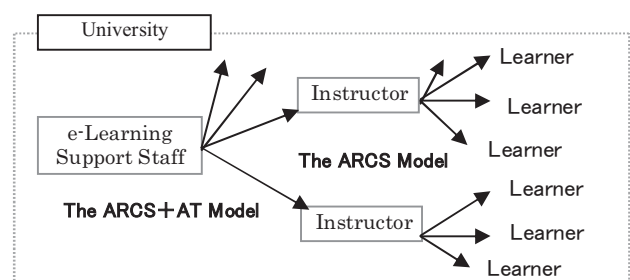 University
Learner
Instructor
Learner
e-Learning
Support Staff
The ARCS Model
Learner
Learner
The ARCS+AT Model
Instructor
Learner
Learner